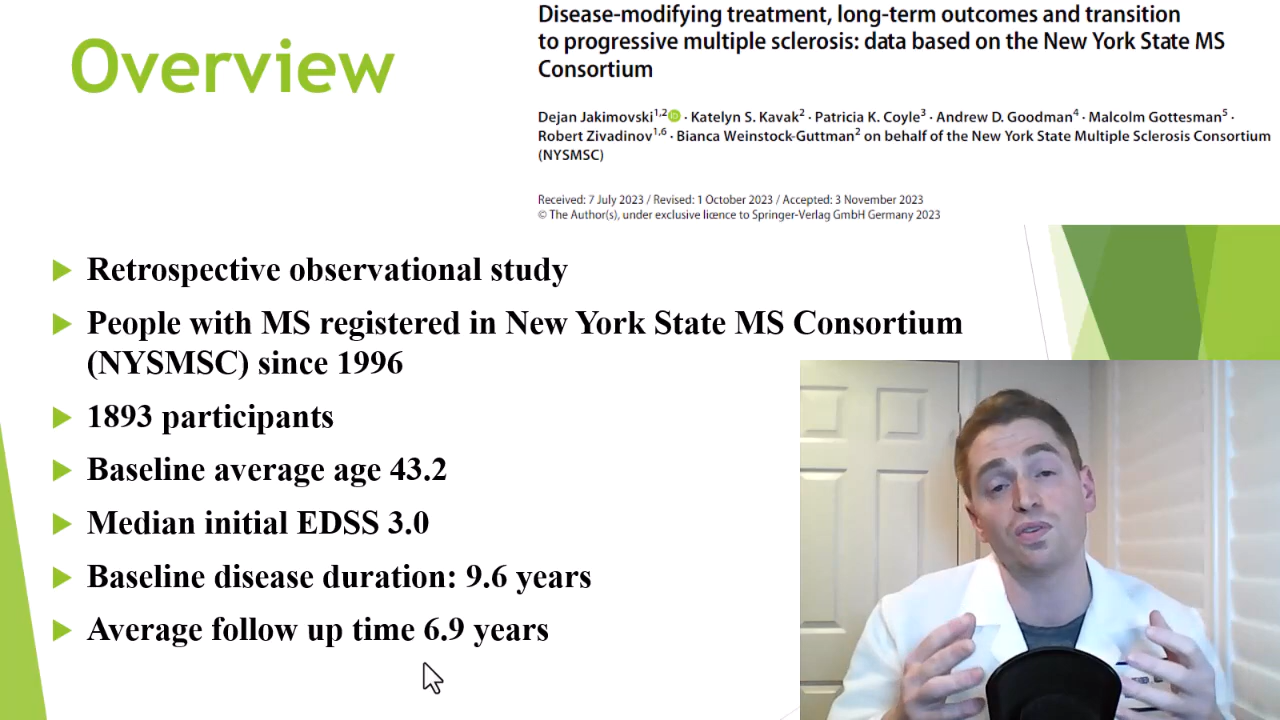 Overview
Disease-modifying treatment, long-term outcomes and transition
to progressive multiple sclerosis: data based on the New York State MS
Consortium
Dejan Jakimovski1,2 · Katelyn S. Kavak2 · Patricia K. Coyle3 · Andrew D. Goodman4 · Malcolm Gottesman5 ·
Robert Zivadinov1,6 · Bianca Weinstock-Guttman2 on behalf of the New York State Multiple Sclerosis Consortium
(NYSMSC)
Received: 7 July 2023 / Revised: 1 October 2023 / Accepted: 3 November 2023
© The Author(s), under exclusive licence to Springer-Verlag GmbH Germany 2023
Retrospective observational study
People with MS registered in New York State MS Consortium
(NYSMSC) since 1996
1893 participants
Baseline average age 43.2
Median initial EDSS 3.0
Baseline disease duration: 9.6 years
Average follow up time 6.9 years